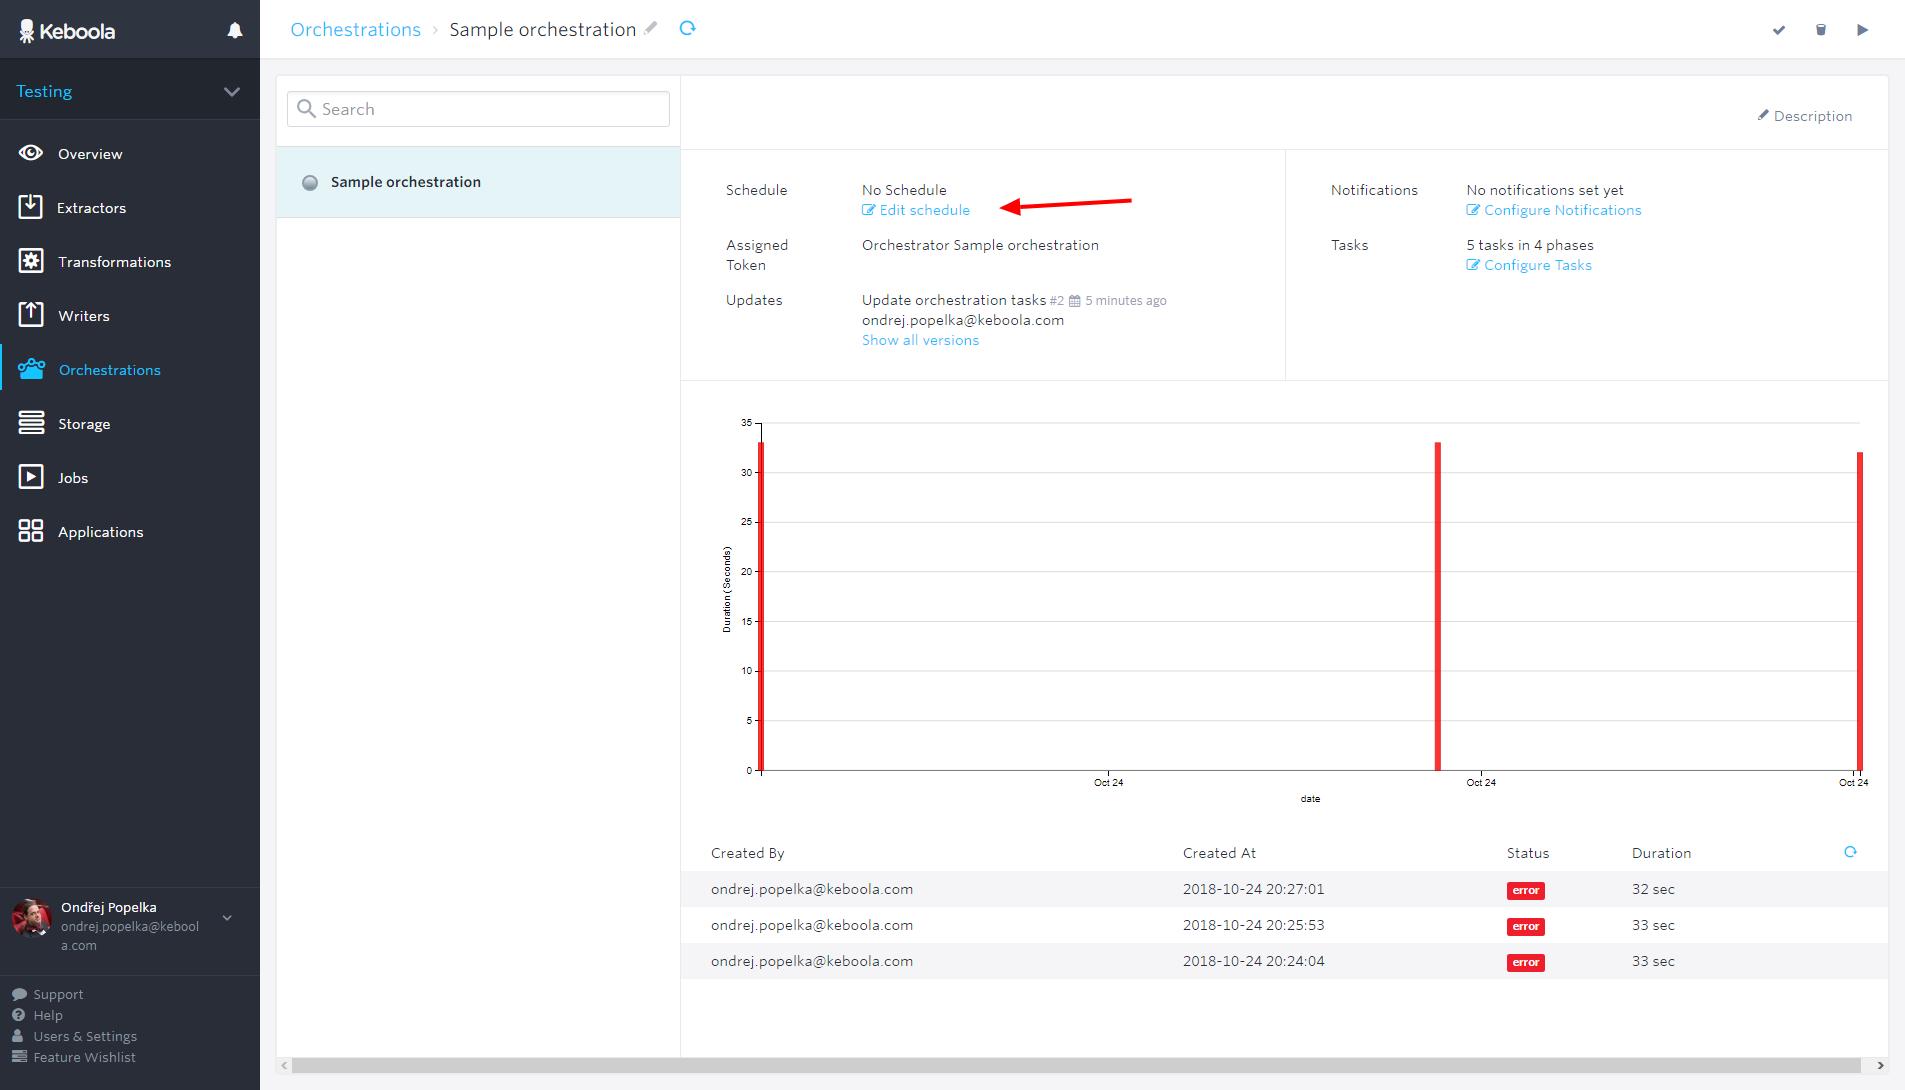 Keboola
Orchestrations › Sample orchestration
Testing
Overview
Extractors
Transformations
Writers
Orchestrations
Storage
Jobs
Applications
Ondřej Popelka
ondrej.popelka@kebool
a.com
Support
Help
Users & Settings
Feature Wishlist
Search
Sample orchestration
Description
Schedule
No Schedule
Edit schedule
Assigned
Token
Orchestrator Sample orchestration
Updates
Update orchestration tasks #2 5 minutes ago
ondrej.popelka@keboola.com
Show all versions
Notifications
No notifications set yet
Configure Notifications
Tasks
5 tasks in 4 phases
Configure Tasks
35
30
25
20
15
10
5
0
Duration (Seconds)
Oct 24 Oct 24 Oct 24
date
Created By Created At Status Duration
ondrej.popelka@keboola.com 2018-10-24 20:27:01 error 32 sec
ondrej.popelka@keboola.com 2018-10-24 20:25:53 error 33 sec
ondrej.popelka@keboola.com 2018-10-24 20:24:04 error 33 sec